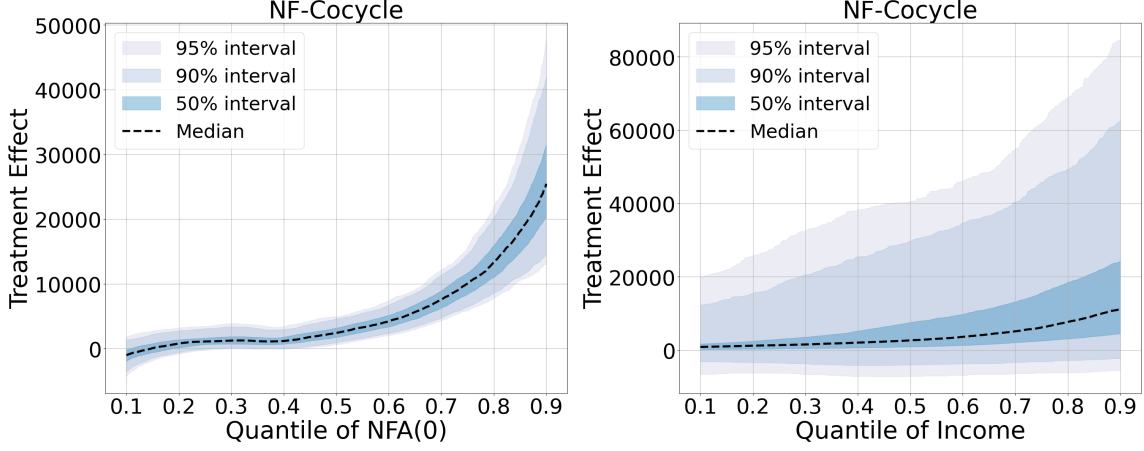 NF-Cocycle
50000
40000
30000
20000
10000
0
Treatment Effect
95% interval
90% interval
50% interval
Median
0.1 0.2 0.3 0.4 0.5 0.6 0.7 0.8 0.9
Quantile of NFA(0)
NF-Cocycle
80000
60000
40000
20000
0
Treatment Effect
95% interval
90% interval
50% interval
Median
0.1 0.2 0.3 0.4 0.5 0.6 0.7 0.8 0.9
Quantile of Income